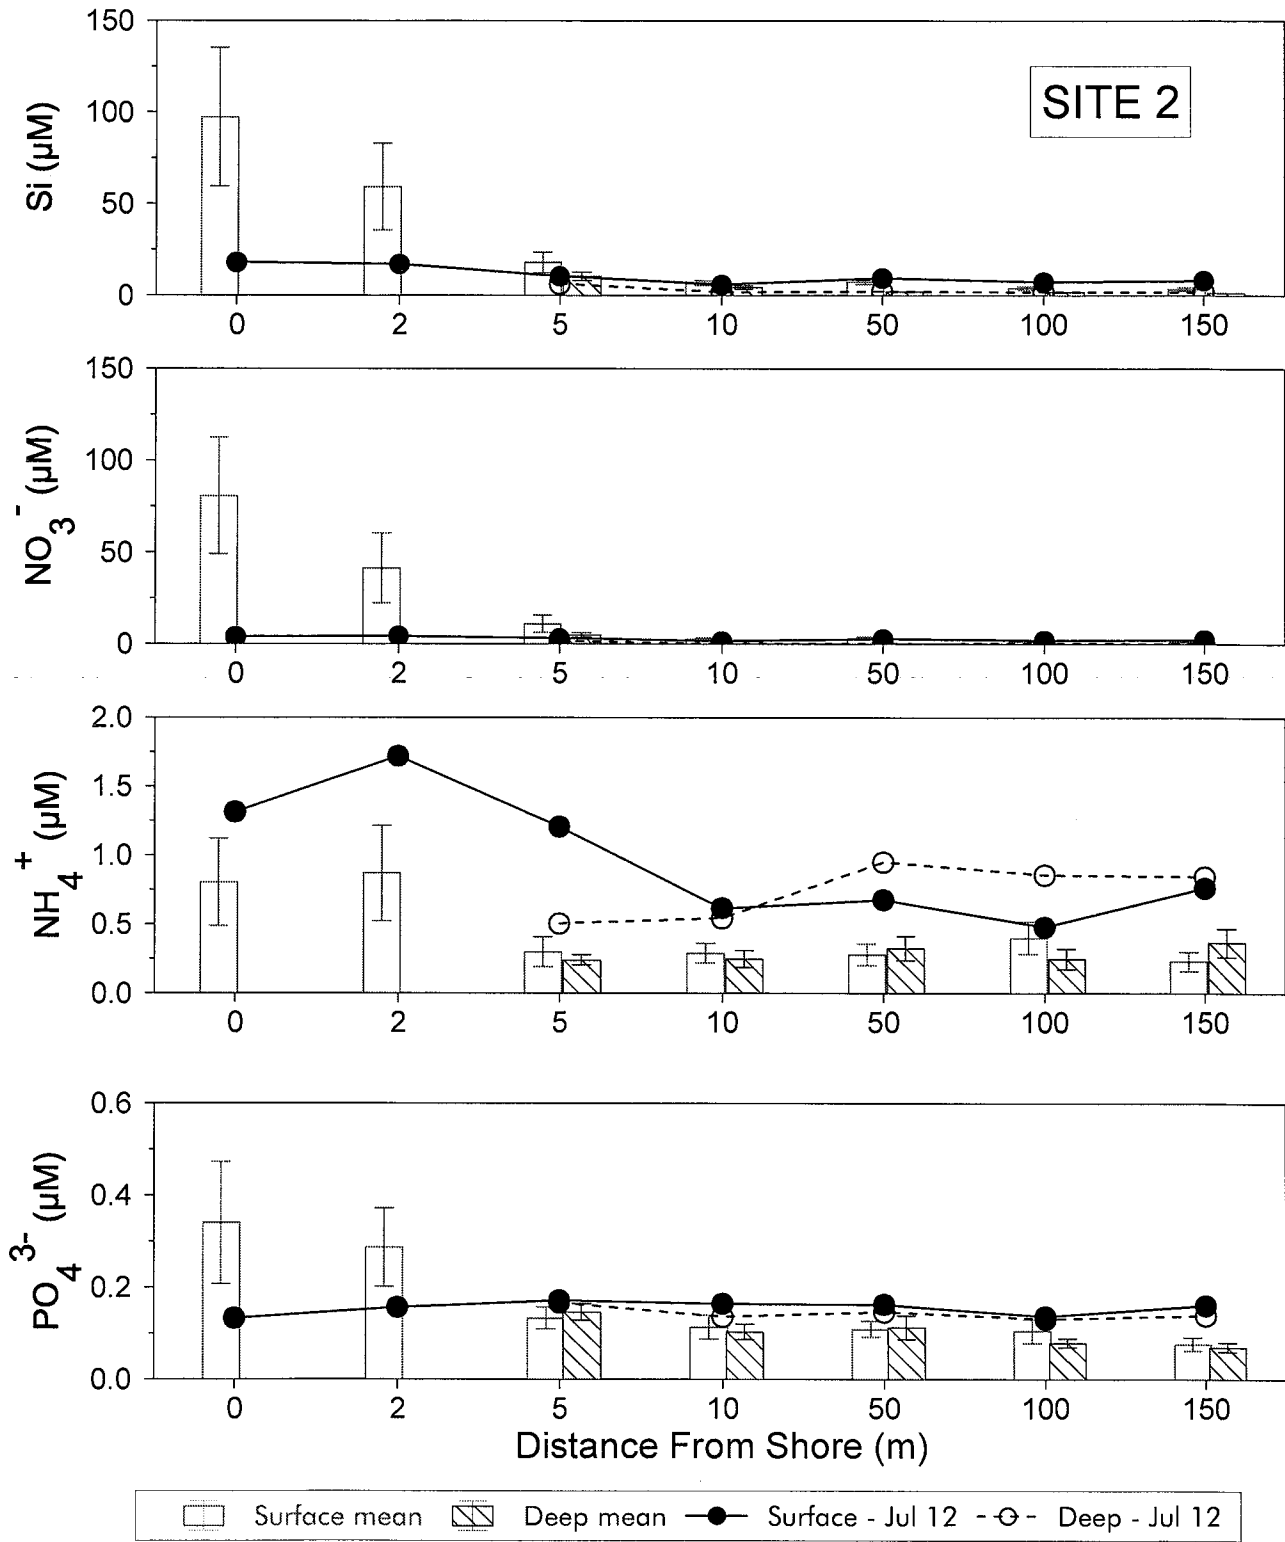 SITE 2
Si (µM)
150
100
50
0
0 2 5 10 50 100 150
NO3- (µM)
150
100
50
0
0 2 5 10 50 100 150
NH4+ (µM)
2.0
1.5
1.0
0.5
0.0
0 2 5 10 50 100 150
PO4 3- (µM)
0.6
0.4
0.2
0.0
0 2 5 10 50 100 150
Distance From Shore (m)
Surface mean Deep mean Surface - Jul 12 Deep - Jul 12